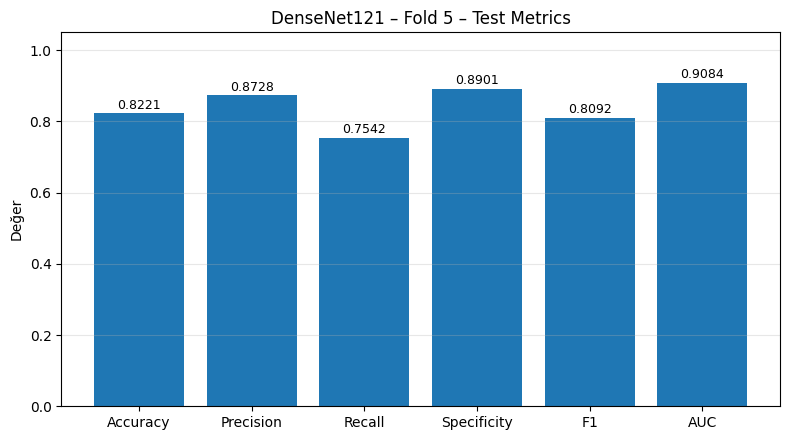 DenseNet121 – Fold 5 – Test Metrics
Değer
1.0
0.8
0.6
0.4
0.2
0.0
0.8221
0.8728
0.7542
0.8901
0.8092
0.9084
Accuracy
Precision
Recall
Specificity
F1
AUC